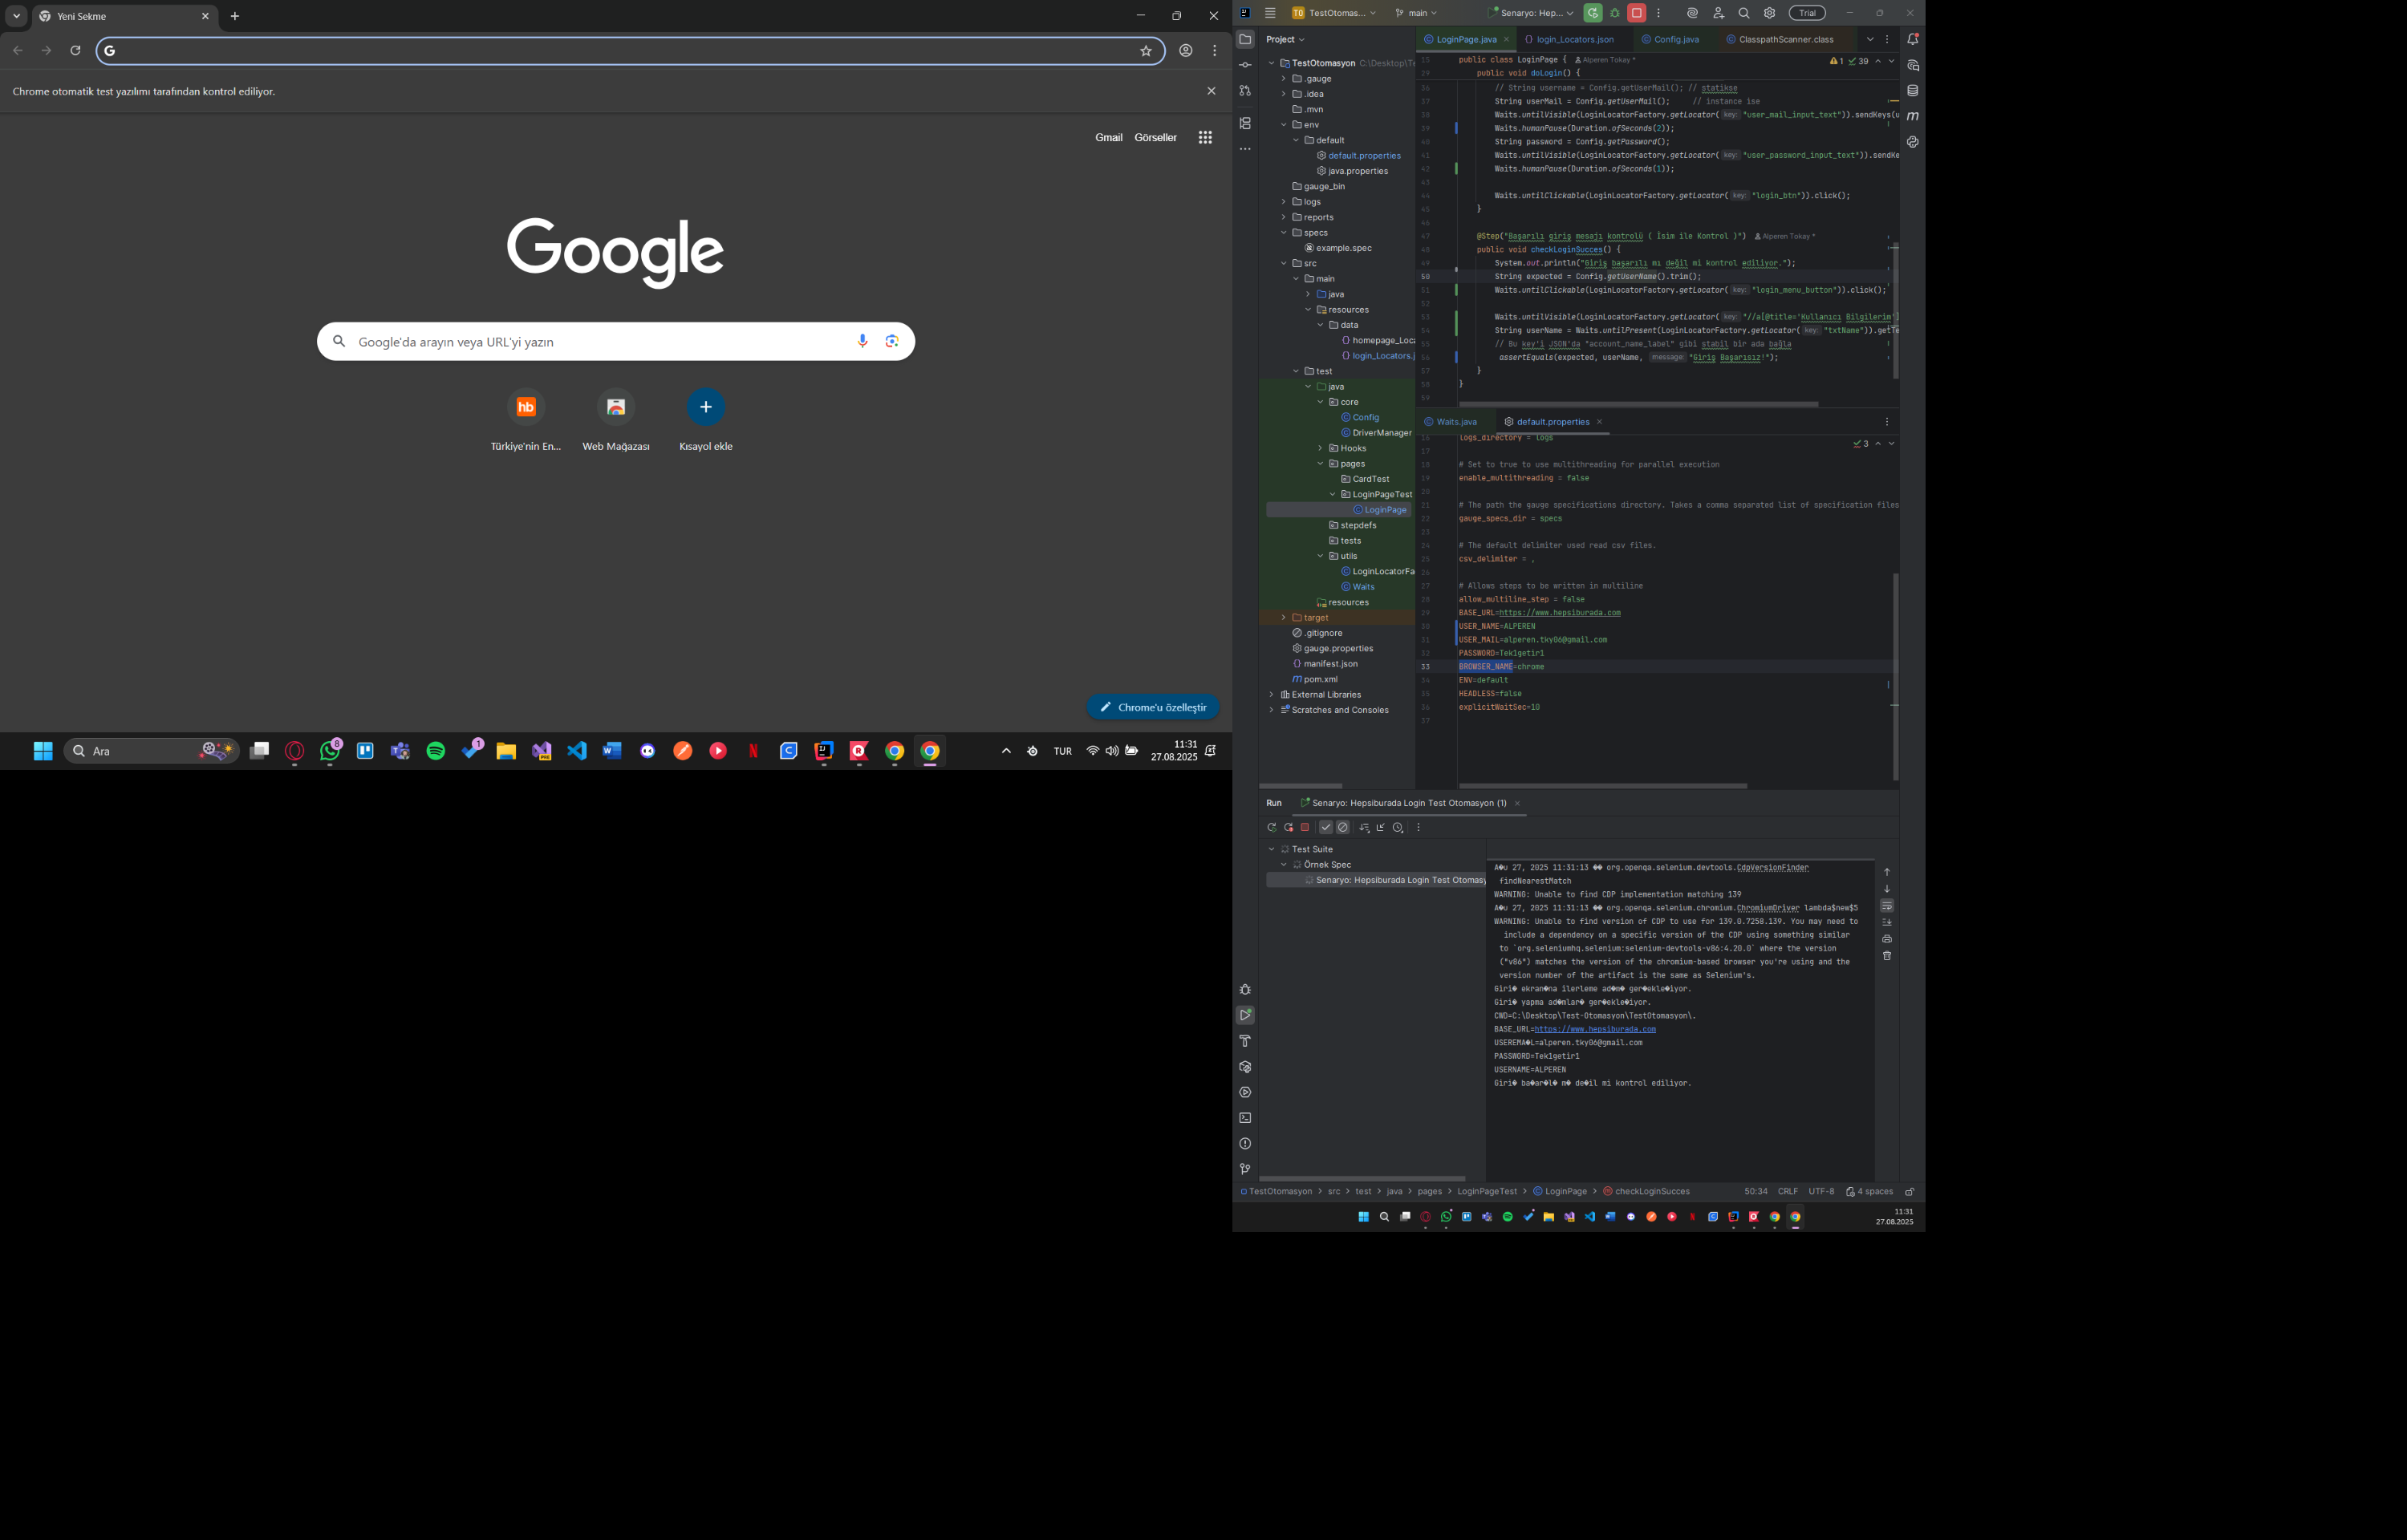 Yeni Sekme
Chrome otomatik test yazılımı tarafından kontrol ediliyor.
Gmail Görseller
Google
Google'da arayın veya URL'yi yazın
hb
Türkiye'nin En... Web Mağazası Kısayol ekle
Chrome'u özelleştir
Ara
8
1
TUR
11:31
27.08.2025
TO TestOtomas... main Senaryo: Hep... Trial
Project
TestOtomasyon C:\Desktop\Te
.gauge
.idea
.mvn
env
default
default.properties
java.properties
gauge_bin
logs
reports
specs
example.spec
src
main
java
resources
data
homepage_Loca
login_Locators.j
test
java
core
Config
DriverManager
Hooks
pages
CardTest
LoginPageTest
LoginPage
stepdefs
tests
utils
LoginLocatorFa
Waits
resources
target
.gitignore
gauge.properties
manifest.json
pom.xml
External Libraries
Scratches and Consoles
LoginPage.java login_Locators.json Config.java ClasspathScanner.class
15 public class LoginPage { Alperen Tokay * 1 39
29 public void doLogin() {
36 // String username = Config.getUserMail(); // statikse
37 String userMail = Config.getUserMail(); // instance ise
38 Waits.untilVisible(LoginLocatorFactory.getLocator( key: "user_mail_input_text")).sendKeys(u
39 Waits.humanPause(Duration.ofSeconds(2));
40 String password = Config.getPassword();
41 Waits.untilVisible(LoginLocatorFactory.getLocator( key: "user_password_input_text")).sendKe
42 Waits.humanPause(Duration.ofSeconds(1));
43
44 Waits.untilClickable(LoginLocatorFactory.getLocator( key: "login_btn")).click();
45 }
46
47 @Step("Başarılı giriş mesajı kontrolü ( İsim ile Kontrol )") Alperen Tokay *
48 public void checkLoginSucces() {
49 System.out.println("Giriş başarılı mı değil mi kontrol ediliyor.");
50 String expected = Config.getUserName().trim();
51 Waits.untilClickable(LoginLocatorFactory.getLocator( key: "login_menu_button")).click();
52
53 Waits.untilVisible(LoginLocatorFactory.getLocator( key: "//a[@title='Kullanıcı Bilgilerim']
54 String userName = Waits.untilPresent(LoginLocatorFactory.getLocator( key: "txtName")).getTe
55 // Bu key'i JSON'da "account_name_label" gibi stabil bir ada bağla
56 assertEquals(expected, userName, message: "Giriş Başarısız!");
57 }
58 }
59
Waits.java default.properties
16 logs_directory = logs 3
17
18 # Set to true to use multithreading for parallel execution
19 enable_multithreading = false
20
21 # The path the gauge specifications directory. Takes a comma separated list of specification files
22 gauge_specs_dir = specs
23
24 # The default delimiter used read csv files.
25 csv_delimiter = ,
26
27 # Allows steps to be written in multiline
28 allow_multiline_step = false
29 BASE_URL=https://www.hepsiburada.com
30 USER_NAME=ALPEREN
31 USER_MAIL=alperen.tky06@gmail.com
32 PASSWORD=Tek1getir1
33 BROWSER_NAME=chrome
34 ENV=default
35 HEADLESS=false
36 explicitWaitSec=10
37
Run Senaryo: Hepsiburada Login Test Otomasyon (1)
Test Suite
Örnek Spec
Senaryo: Hepsiburada Login Test Otomasy
A�u 27, 2025 11:31:13 �� org.openqa.selenium.devtools.CdpVersionFinder
findNearestMatch
WARNING: Unable to find CDP implementation matching 139
A�u 27, 2025 11:31:13 �� org.openqa.selenium.chromium.ChromiumDriver lambda$new$5
WARNING: Unable to find version of CDP to use for 139.0.7258.139. You may need to
include a dependency on a specific version of the CDP using something similar
to `org.seleniumhq.selenium:selenium-devtools-v86:4.20.0` where the version
("v86") matches the version of the chromium-based browser you're using and the
version number of the artifact is the same as Selenium's.
Giri� ekran�na ilerleme ad�m� ger�ekle�iyor.
Giri� yapma ad�mlar� ger�ekle�iyor.
CWD=C:\Desktop\Test-Otomasyon\TestOtomasyon\.
BASE_URL=https://www.hepsiburada.com
USEREMA�L=alperen.tky06@gmail.com
PASSWORD=Tek1getir1
USERNAME=ALPEREN
Giri� ba�ar�l� m� de�il mi kontrol ediliyor.
TestOtomasyon > src > test > java > pages > LoginPageTest > LoginPage > checkLoginSucces 50:34 CRLF UTF-8 4 spaces
11:31
27.08.2025